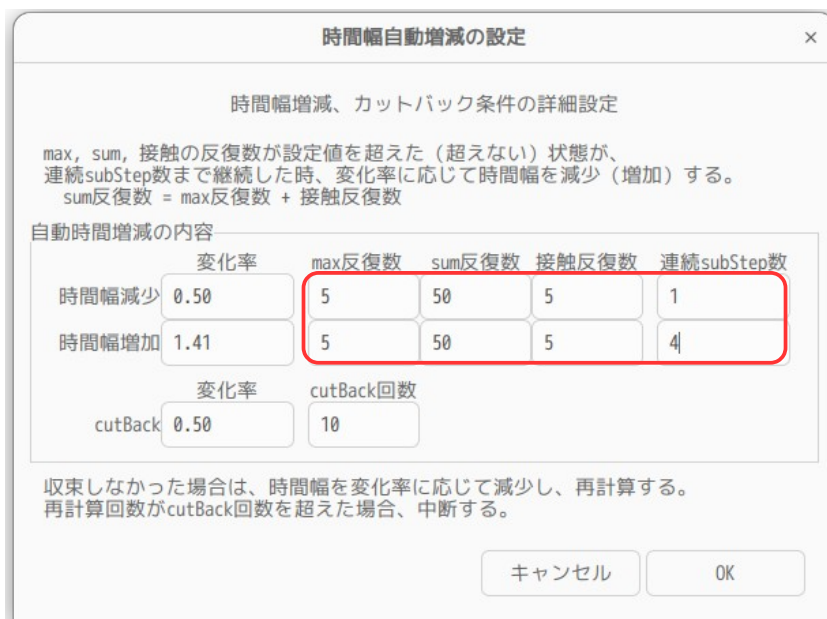 時間幅自動増減の設定
×
時間幅増減、カットバック条件の詳細設定
max, sum, 接触の反復数が設定値を超えた（超えない）状態が、
連続subStep数まで継続した時、変化率に応じて時間幅を減少（増加）する。
sum反復数 = max反復数 + 接触反復数
自動時間増減の内容
変化率 max反復数 sum反復数 接触反復数 連続subStep数
時間幅減少 0.50 5 50 5 1
時間幅増加 1.41 5 50 5 4
変化率 cutBack回数
cutBack 0.50 10
収束しなかった場合は、時間幅を変化率に応じて減少し、再計算する。
再計算回数がcutBack回数を超えた場合、中断する。
キャンセル OK